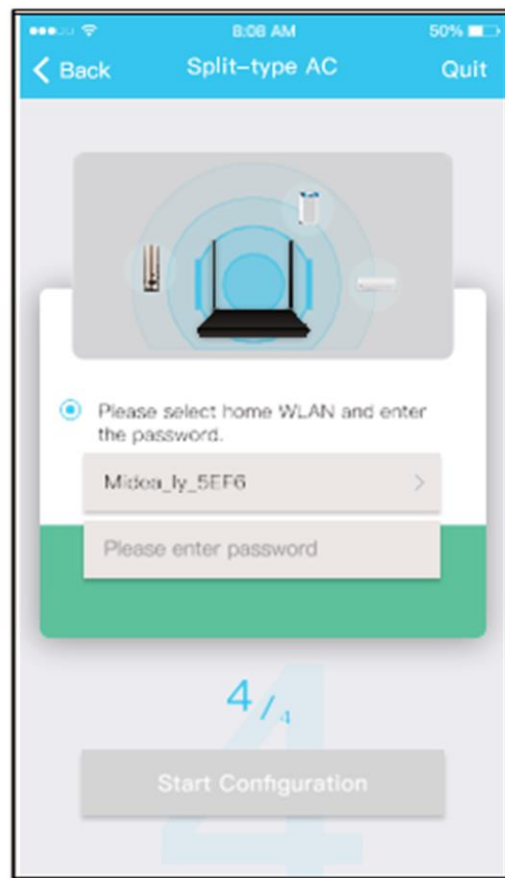 8:08 AM
50%
Back
Split-type AC
Quit
Please select home WLAN and enter
the password.
Midea_ly_5EF6
Please enter password
4/4
Start Configuration
4